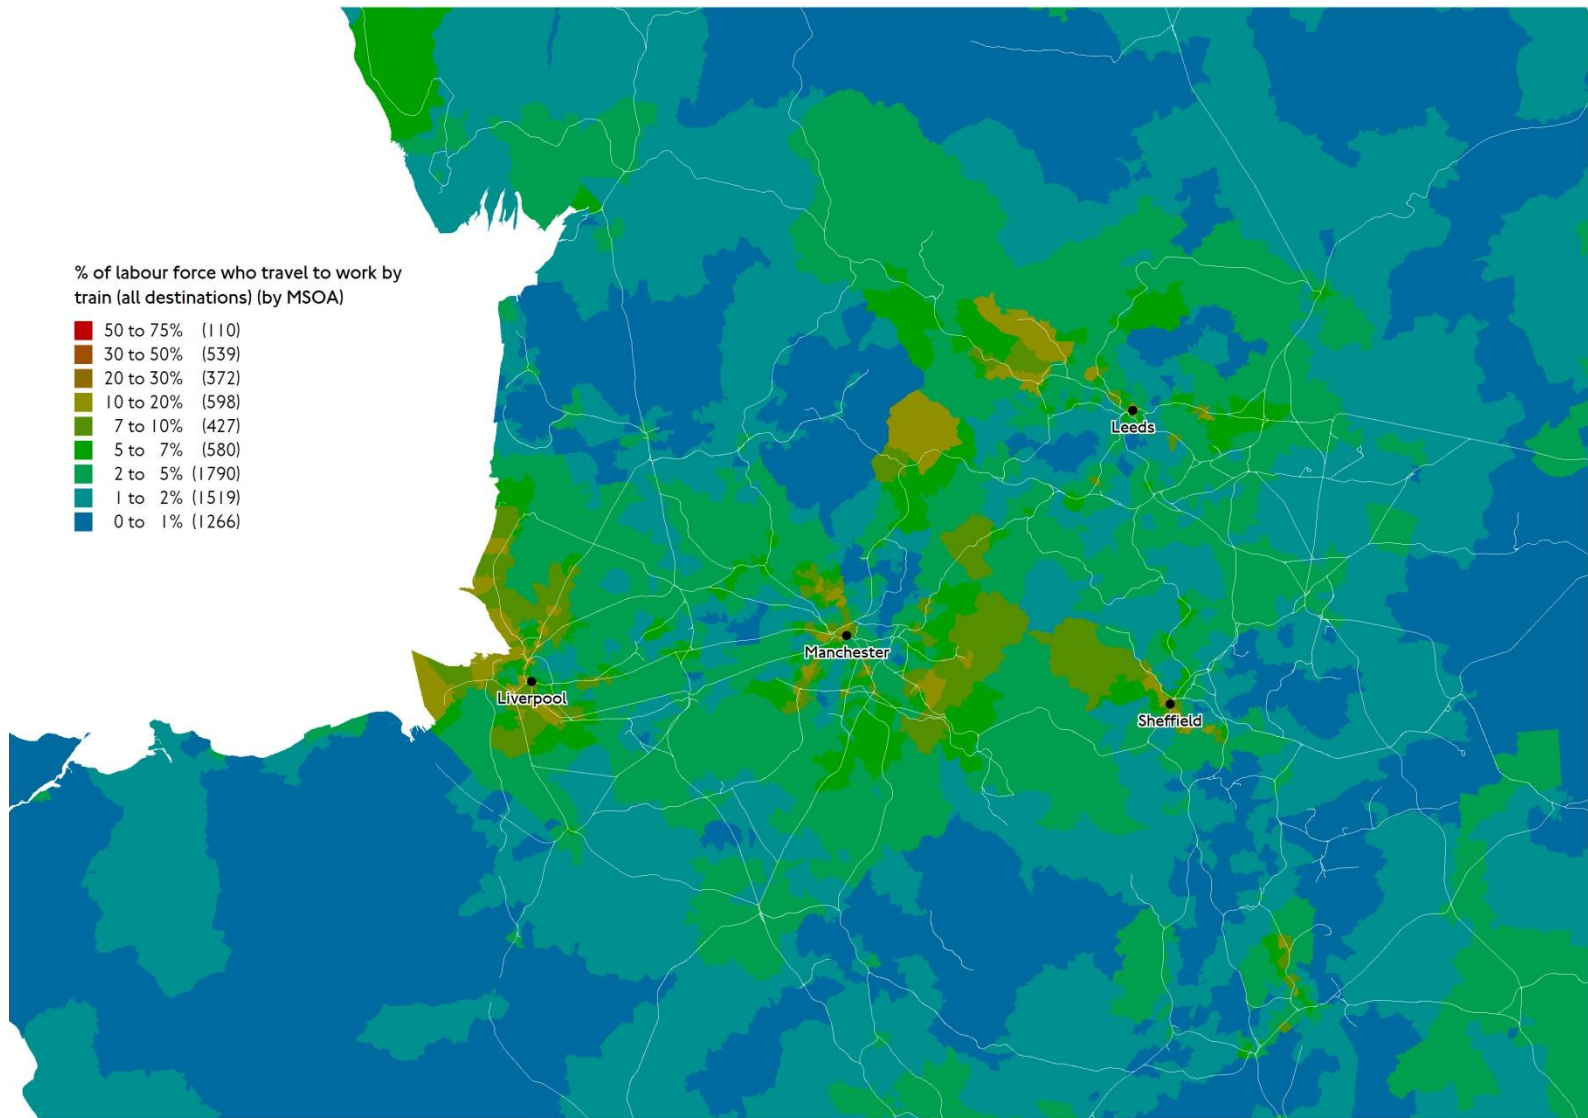 % of labour force who travel to work by
train (all destinations) (by MSOA)
50 to 75% (110)
30 to 50% (539)
20 to 30% (372)
10 to 20% (598)
7 to 10% (427)
5 to 7% (580)
2 to 5% (1790)
1 to 2% (1519)
0 to 1% (1266)
Leeds
Manchester
Liverpool
Sheffield